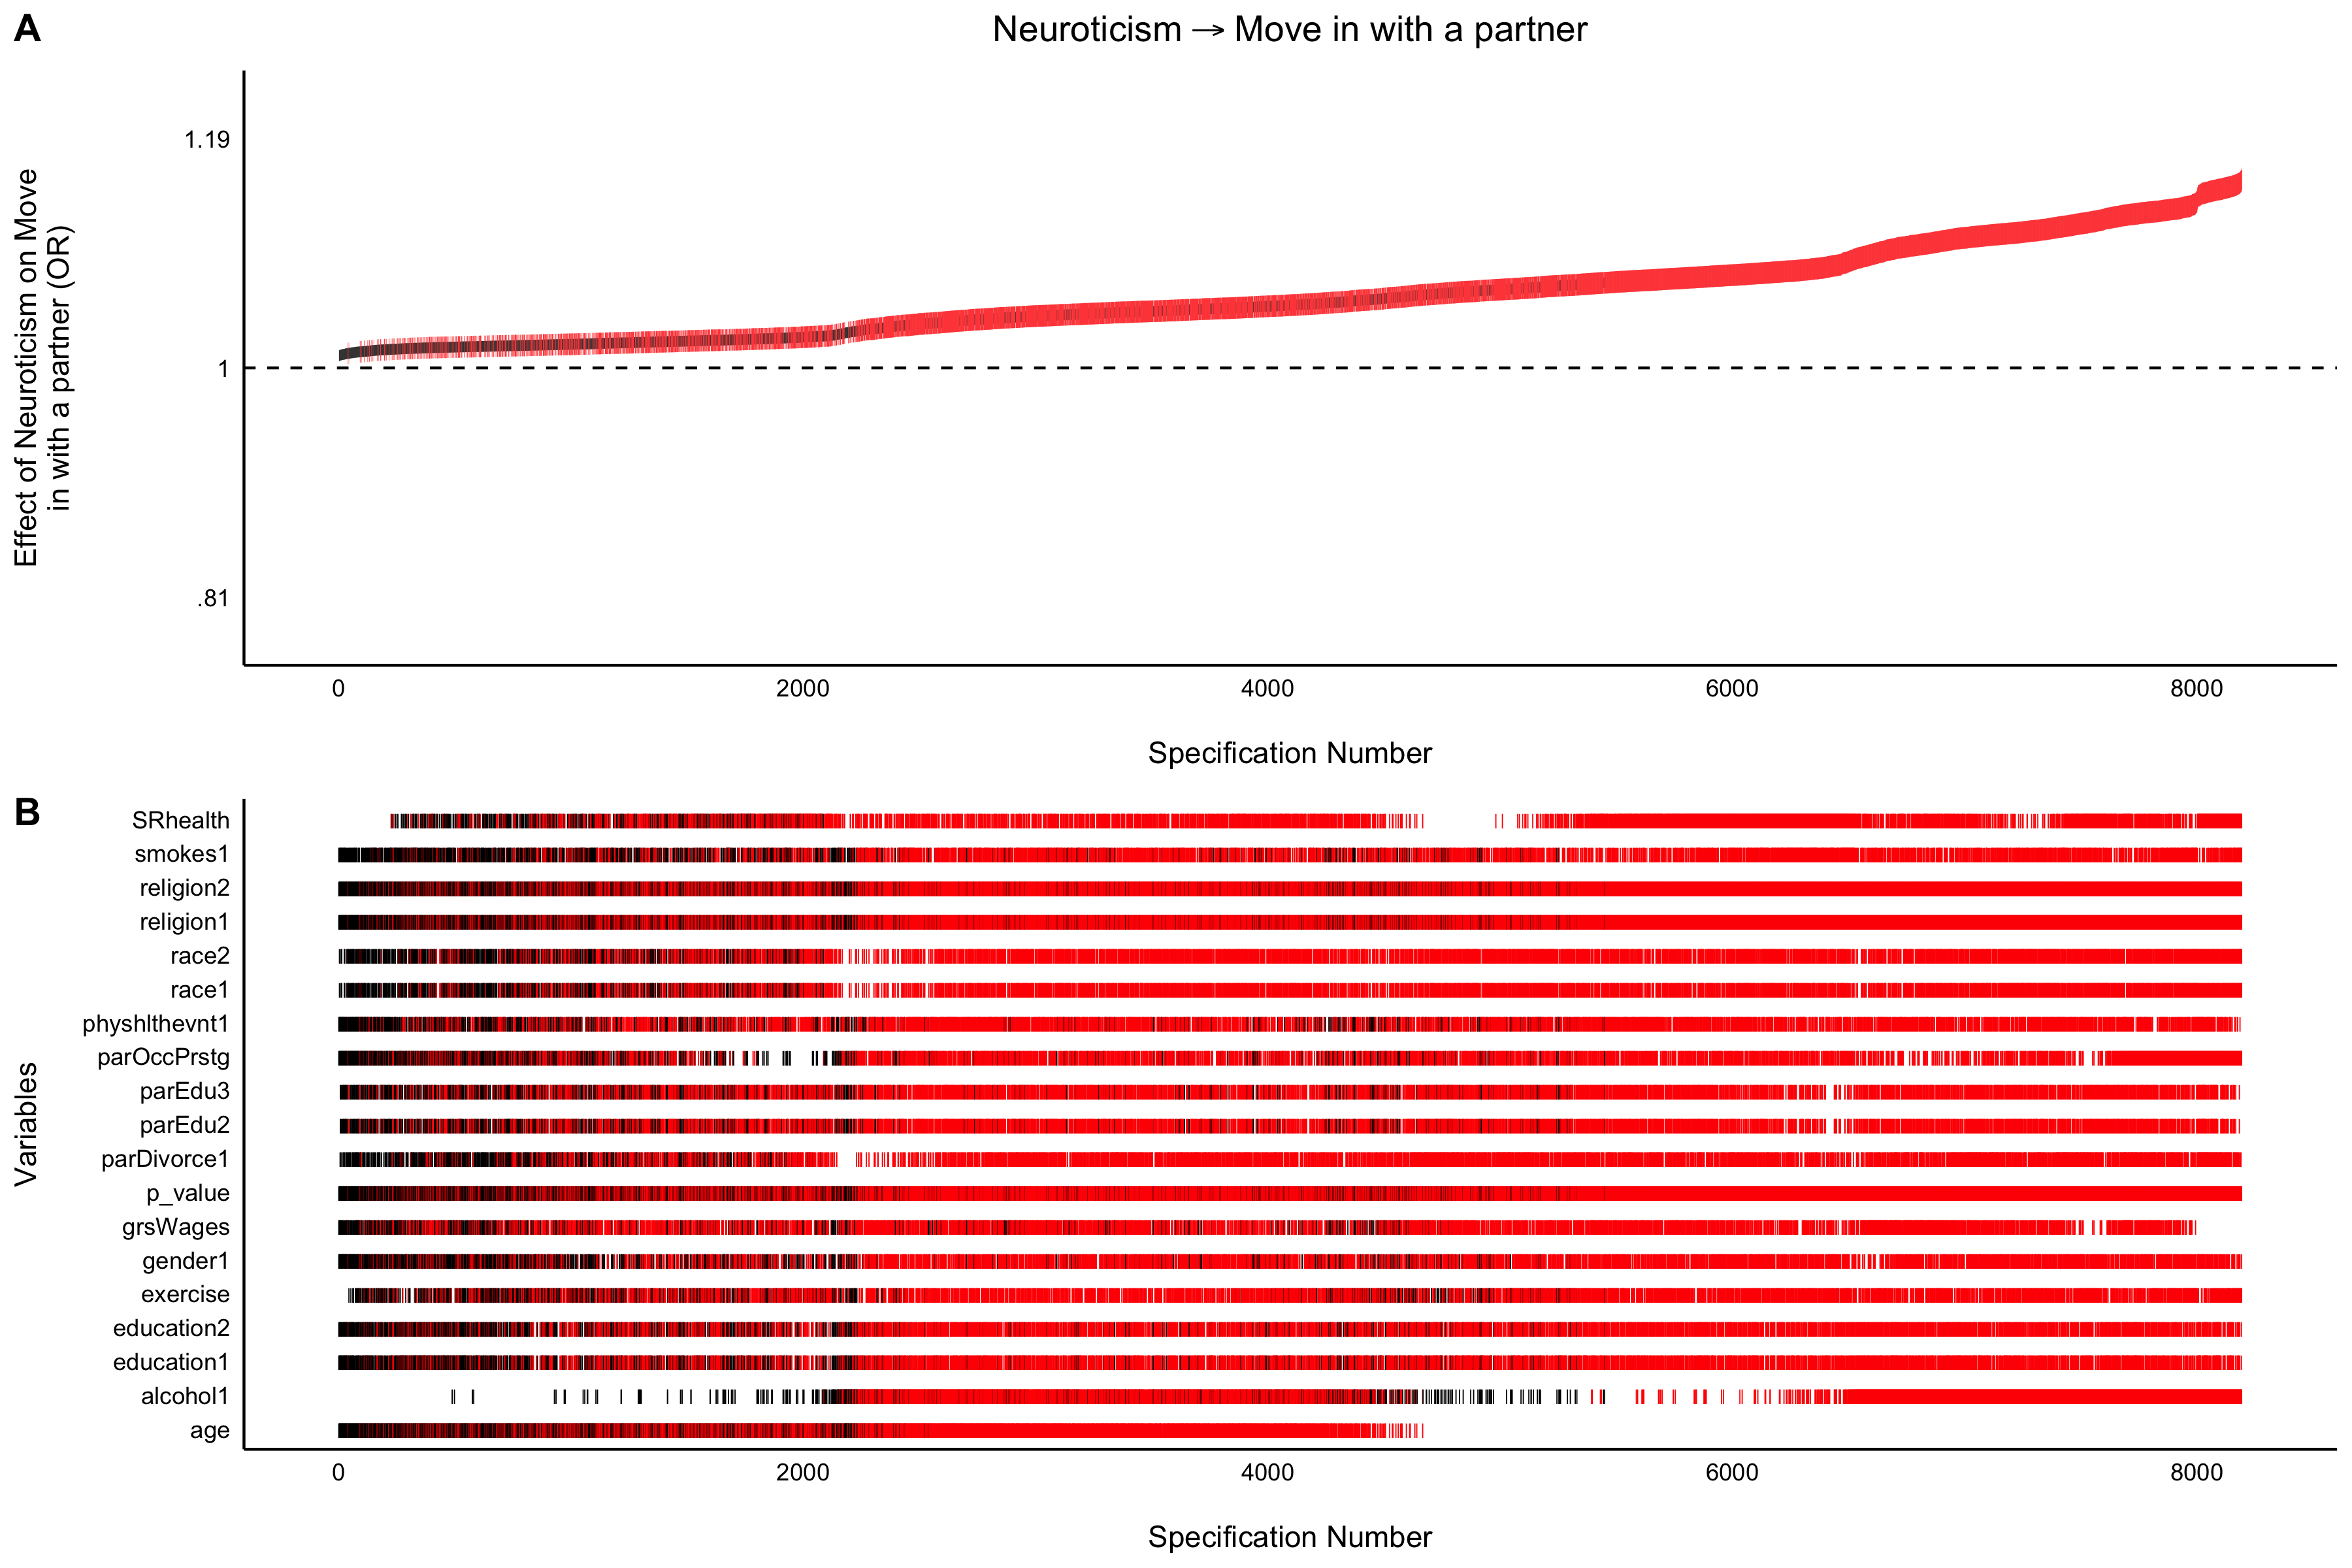 A
Neuroticism → Move in with a partner
Effect of Neuroticism on Move
in with a partner (OR)
1.19
1
.81
0 2000 4000 6000 8000
Specification Number
B
Variables
SRhealth
smokes1
religion2
religion1
race2
race1
physhlthevnt1
parOccPrstg
parEdu3
parEdu2
parDivorce1
p_value
grsWages
gender1
exercise
education2
education1
alcohol1
age
0 2000 4000 6000 8000
Specification Number